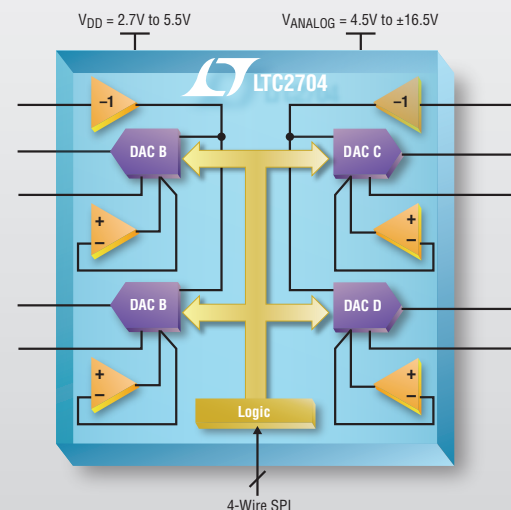 VDD = 2.7V to 5.5V
VANALOG = 4.5V to ±16.5V
LTC2704
–1
–1
DAC B
DAC C
+
–
+
–
DAC B
DAC D
+
–
+
–
Logic
4-Wire SPI